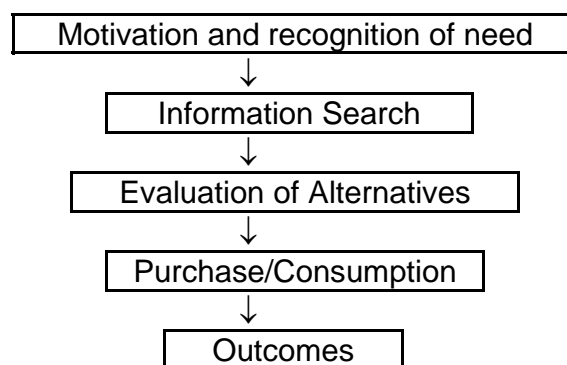 Motivation and recognition of need
Information Search
Evaluation of Alternatives
Purchase/Consumption
Outcomes